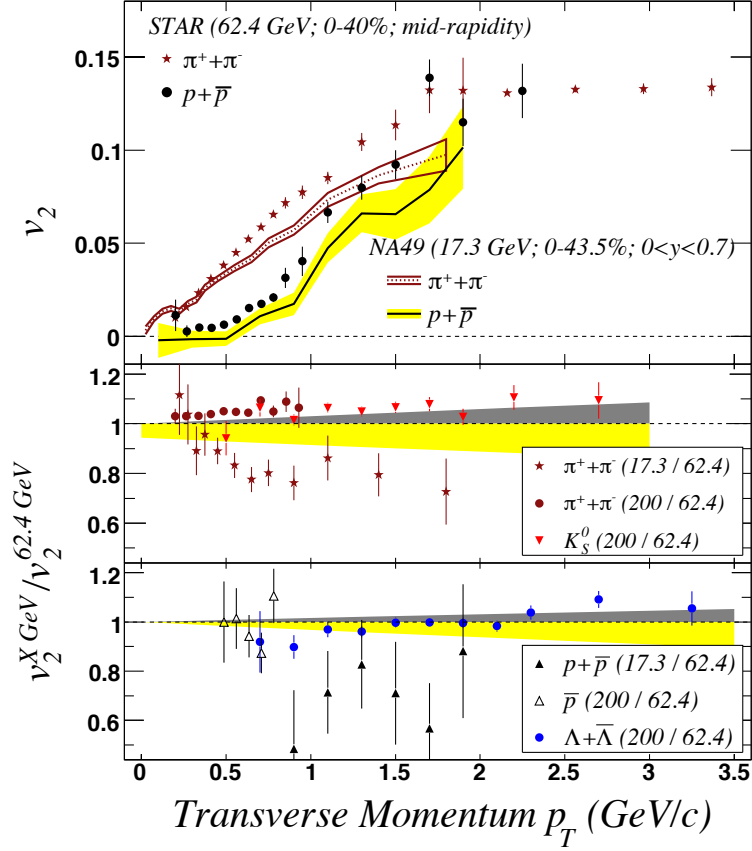 STAR (62.4 GeV; 0-40%; mid-rapidity)
π⁺+π⁻
p+p̅
0.15
0.1
0.05
0
v₂
NA49 (17.3 GeV; 0-43.5%; 0<y<0.7)
π⁺+π⁻
p+p̅
1.2
1
0.8
0.6
π⁺+π⁻ (17.3 / 62.4)
π⁺+π⁻ (200 / 62.4)
K_S^0 (200 / 62.4)
v₂^{X GeV}/v₂^{62.4 GeV}
1.2
1
0.8
0.6
p+p̅ (17.3 / 62.4)
p̅ (200 / 62.4)
Λ+Λ̅ (200 / 62.4)
0 0.5 1 1.5 2 2.5 3 3.5
Transverse Momentum p_T (GeV/c)